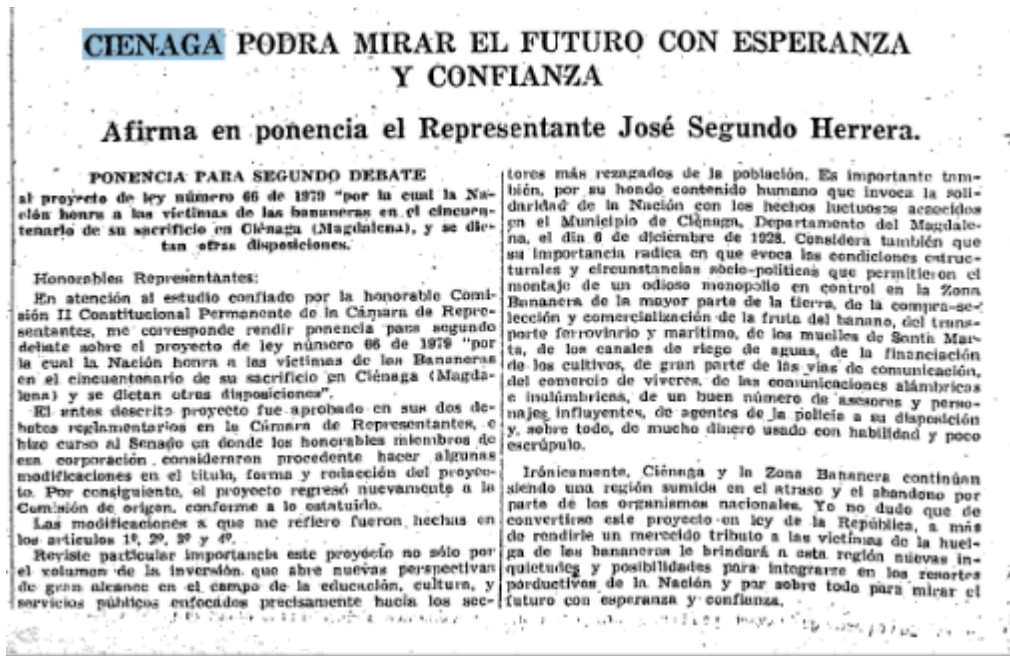 CIENAGA PODRA MIRAR EL FUTURO CON ESPERANZA
Y CONFIANZA
Afirma en ponencia el Representante José Segundo Herrera.
PONENCIA PARA SEGUNDO DEBATE
al proyecto de ley número 66 de 1979 "por la cual la Na-
ción honra a las víctimas de las bananeras en el cincuen-
tenario de su sacrificio en Ciénaga (Magdalena), y se dic-
tan otras disposiciones.
Honorables Representantes:
En atención al estudio confiado por la honorable Comi-
sión II Constitucional Permanente de la Cámara de Repre-
sentantes, me corresponde rendir ponencia para segundo
debate sobre el proyecto de ley número 66 de 1979 "por
la cual la Nación honra a las víctimas de las Bananeras
en el cincuentenario de su sacrificio en Ciénaga (Magda-
lena) y se dictan otras disposiciones".
El antes descrito proyecto fue aprobado en sus dos de-
bates reglamentarios en la Cámara de Representantes, e
hizo curso al Senado en donde los honorables miembros de
esa corporación consideraron procedente hacer algunas
modificaciones en el título, forma y redacción del proyec-
to. Por consiguiente, el proyecto regresó nuevamente a la
Comisión de origen, conforme a lo estatuido.
Las modificaciones a que me refiero fueron hechas en
los artículos 1º, 2º, 3º y 4º.
Reviste particular importancia este proyecto no sólo por
el volumen de la inversión que abre nuevas perspectivas
de gran alcance en el campo de la educación, cultura, y
servicios públicos enfocados precisamente hacia los sec-
tores más rezagados de la población. Es importante tam-
bién, por su hondo contenido humano que invoca la soli-
daridad de la Nación con los hechos luctuosos acaecidos
en el Municipio de Ciénaga, Departamento del Magdale-
na, el día 6 de diciembre de 1928. Considera también que
su importancia radica en que evoca las condiciones estruc-
turales y circunstancias socio-políticas que permitieron el
montaje de un odioso monopolio en control en la Zona
Bananera de la mayor parte de la tierra, de la compra-se-
lección y comercialización de la fruta del banano, del trans-
porte ferrovinrio y marítimo, de los muelles de Santa Mar-
ta, de los canales de riego de aguas, de la financiación
de los cultivos, de gran parte de las vías de comunicación,
del comercio de víveres, de las comunicaciones alámbricas
e inalámbricas, de un buen número de asesores y perso-
najes influyentes, de agentes de la policía a su disposición
y, sobre todo, de mucho dinero usado con habilidad y poco
escrúpulo.
Irónicamente, Ciénaga y la Zona Bananera continúan
siendo una región sumida en el atraso y el abandono por
parte de los organismos nacionales. Yo no dudo que de
convertirse este proyecto en ley de la República, a más
de rendirle un merecido tributo a las víctimas de la huel-
ga de las bananeras le brindará a esta región nuevas in-
quietudes y posibilidades para integrarse en los resortes
porductivos de la Nación y por sobre todo para mirar el
futuro con esperanza y confianza.